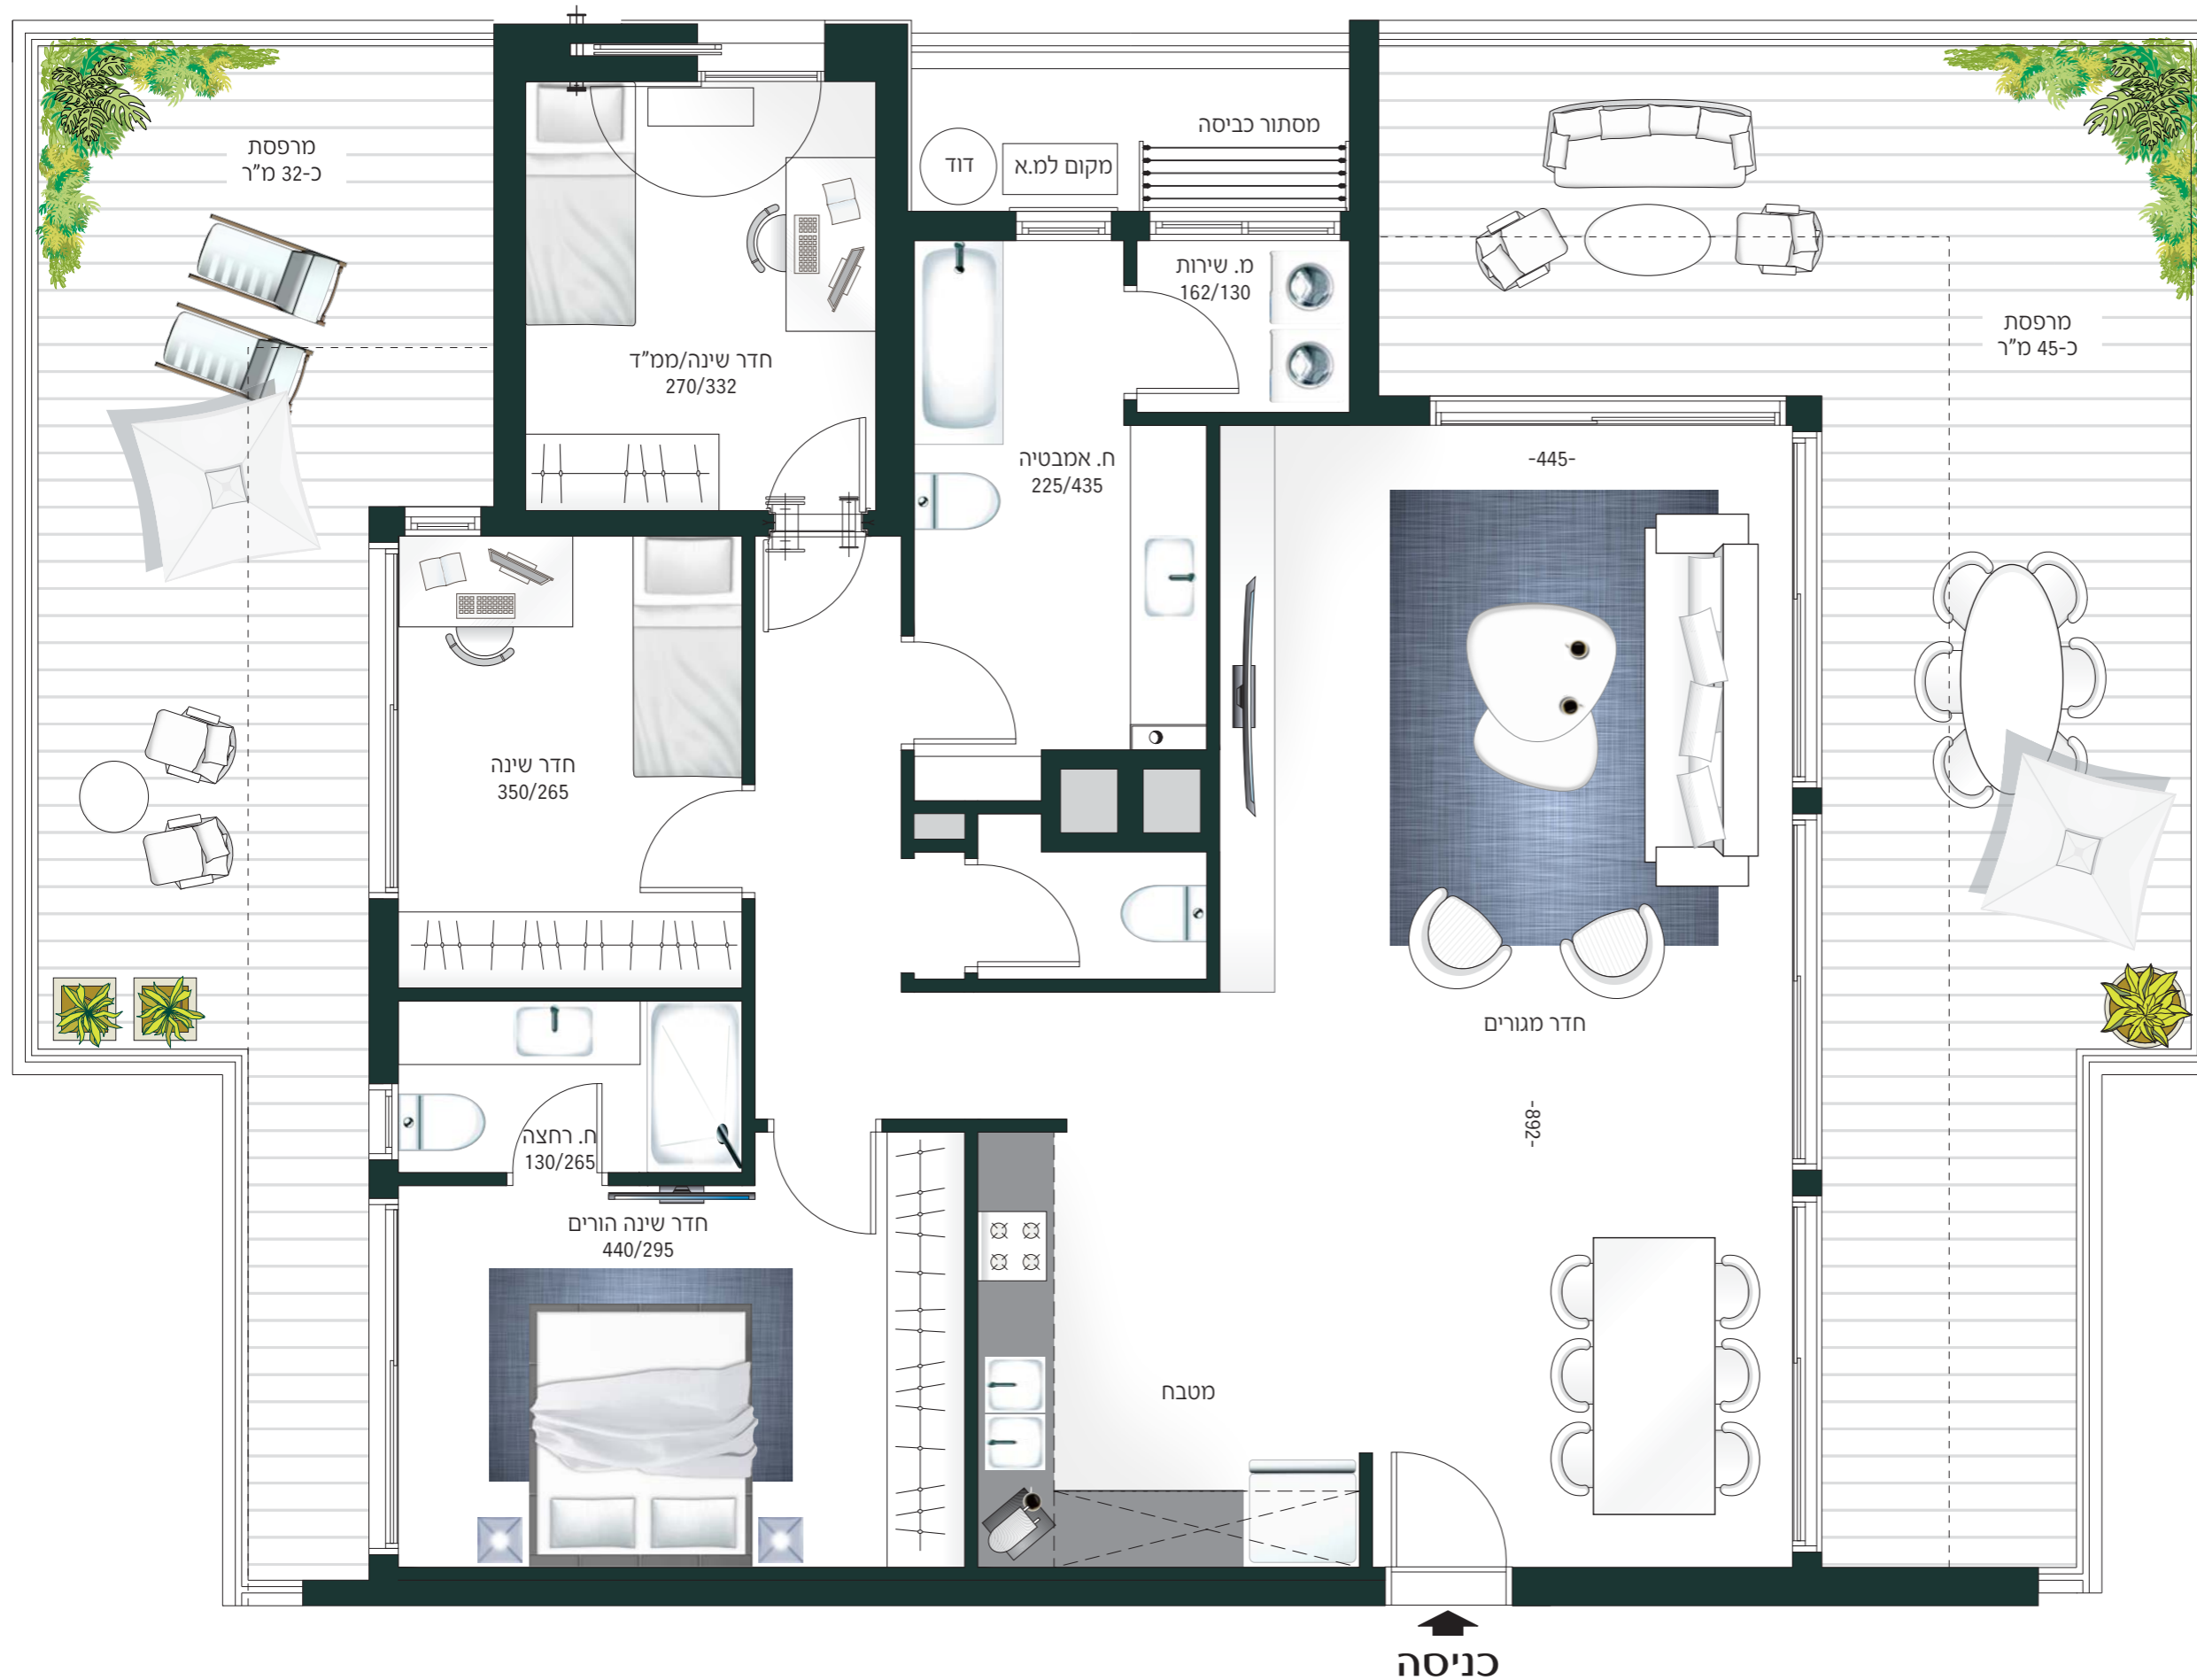 מסתור כביסה
דוד
מקום למ.א
מרפסת
כ-32 מ"ר
מ. שירות
162/130
מרפסת
כ-45 מ"ר
חדר שינה/ממ"ד
270/332
ח. אמבטיה
225/435
-445-
חדר שינה
350/265
חדר מגורים
-892-
ח. רחצה
130/265
חדר שינה הורים
440/295
מטבח
כניסה